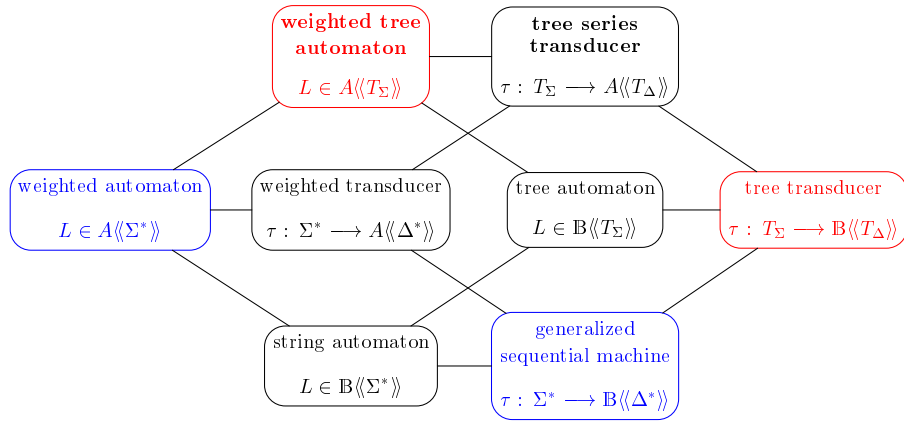 weighted tree
automaton
L ∈ A⟪T_Σ⟫
tree series
transducer
τ : T_Σ ⟶ A⟪T_Δ⟫
weighted automaton
L ∈ A⟪Σ*⟫
weighted transducer
τ : Σ* ⟶ A⟪Δ*⟫
tree automaton
L ∈ 𝔹⟪T_Σ⟫
tree transducer
τ : T_Σ ⟶ 𝔹⟪T_Δ⟫
string automaton
L ∈ 𝔹⟪Σ*⟫
generalized
sequential machine
τ : Σ* ⟶ 𝔹⟪Δ*⟫